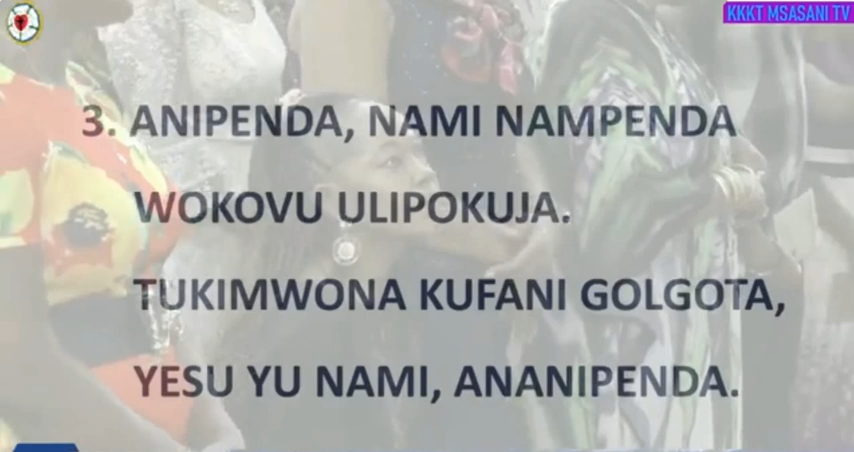 KKKT MSASANI TV
3. ANIPENDA, NAMI NAMPENDA
WOKOVU ULIPOKUJA.
TUKIMWONA KUFANI GOLGOTA,
YESU YU NAMI, ANANIPENDA.